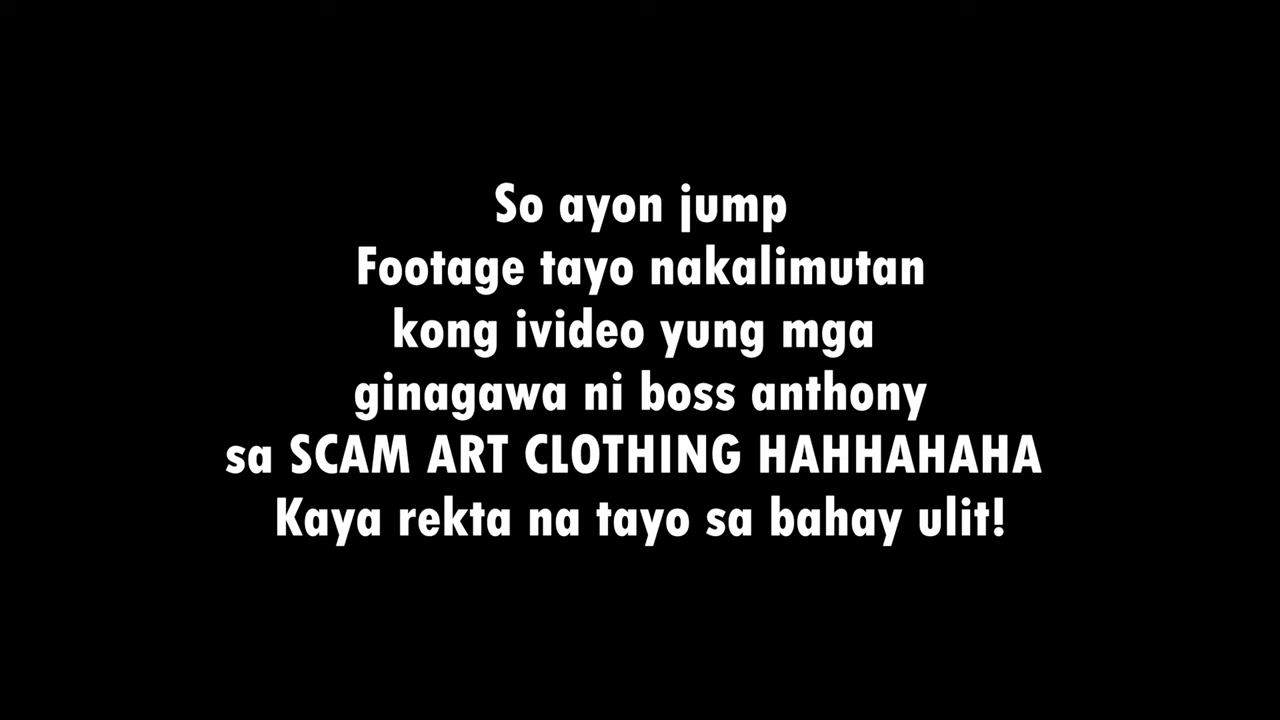 So ayon jump
Footage tayo nakalimutan
kong ivideo yung mga
ginagawa ni boss anthony
sa SCAM ART CLOTHING HAHHAHAHA
Kaya rekta na tayo sa bahay ulit!